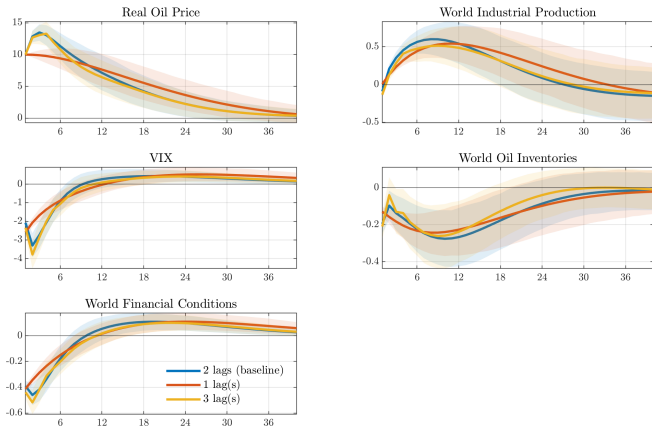 Real Oil Price
15
10
5
0
6 12 18 24 30 36
World Industrial Production
0.5
0
-0.5
6 12 18 24 30 36
VIX
0
-1
-2
-3
-4
6 12 18 24 30 36
World Oil Inventories
0
-0.2
-0.4
6 12 18 24 30 36
World Financial Conditions
0
-0.2
-0.4
-0.6
6 12 18 24 30 36
2 lags (baseline)
1 lag(s)
3 lag(s)